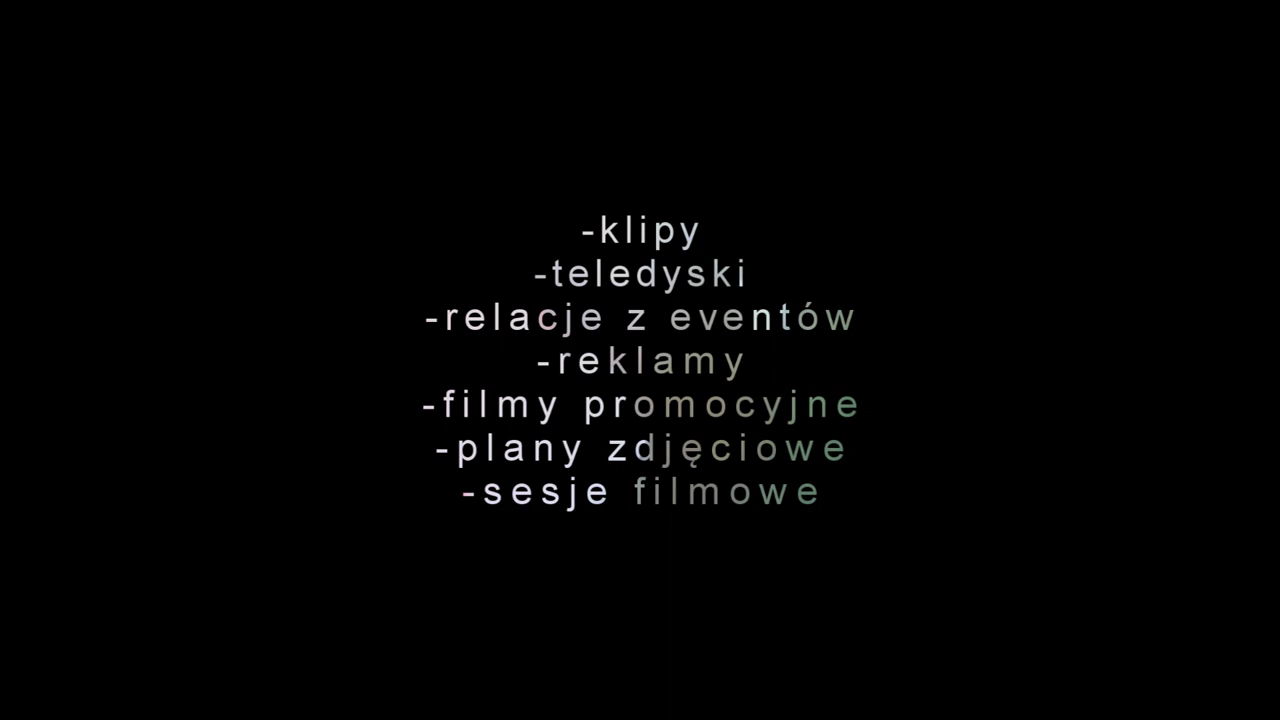 -klipy
-teledyski
-relacje z eventów
-reklamy
-filmy promocyjne
-plany zdjęciowe
-sesje filmowe